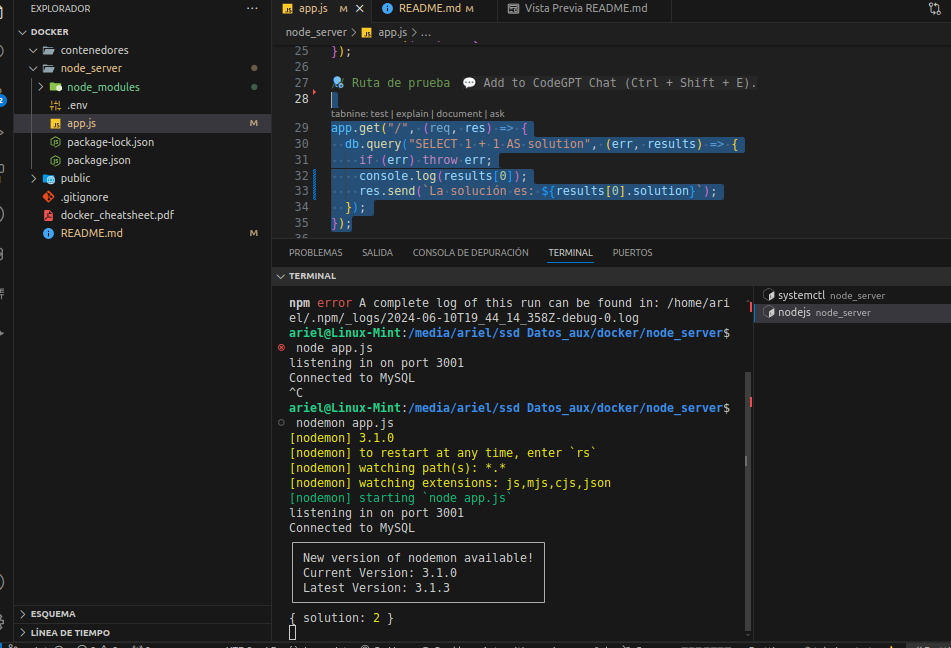 EXPLORADOR
···
DOCKER
contenedores
node_server
node_modules
.env
app.js M
package-lock.json
package.json
public
.gitignore
docker_cheatsheet.pdf
README.md M
ESQUEMA
LÍNEA DE TIEMPO
app.js M
README.md M
Vista Previa README.md
node_server > app.js > ...
25 });
26
27 Ruta de prueba Add to CodeGPT Chat (Ctrl + Shift + E).
28
tabnine: test | explain | document | ask
29 app.get("/", (req, res) => {
30 db.query("SELECT 1 + 1 AS solution", (err, results) => {
31 if (err) throw err;
32 console.log(results[0]);
33 res.send(`La solución es: ${results[0].solution}`);
34 });
35 });
PROBLEMAS SALIDA CONSOLA DE DEPURACIÓN TERMINAL PUERTOS
TERMINAL
npm error A complete log of this run can be found in: /home/ari
el/.npm/_logs/2024-06-10T19_44_14_358Z-debug-0.log
ariel@Linux-Mint:/media/ariel/ssd Datos_aux/docker/node_server$
node app.js
listening in on port 3001
Connected to MySQL
^C
ariel@Linux-Mint:/media/ariel/ssd Datos_aux/docker/node_server$
nodemon app.js
[nodemon] 3.1.0
[nodemon] to restart at any time, enter `rs`
[nodemon] watching path(s): *.*
[nodemon] watching extensions: js,mjs,cjs,json
[nodemon] starting `node app.js`
listening in on port 3001
Connected to MySQL
New version of nodemon available!
Current Version: 3.1.0
Latest Version: 3.1.3
{ solution: 2 }
systemctl node_server
nodejs node_server